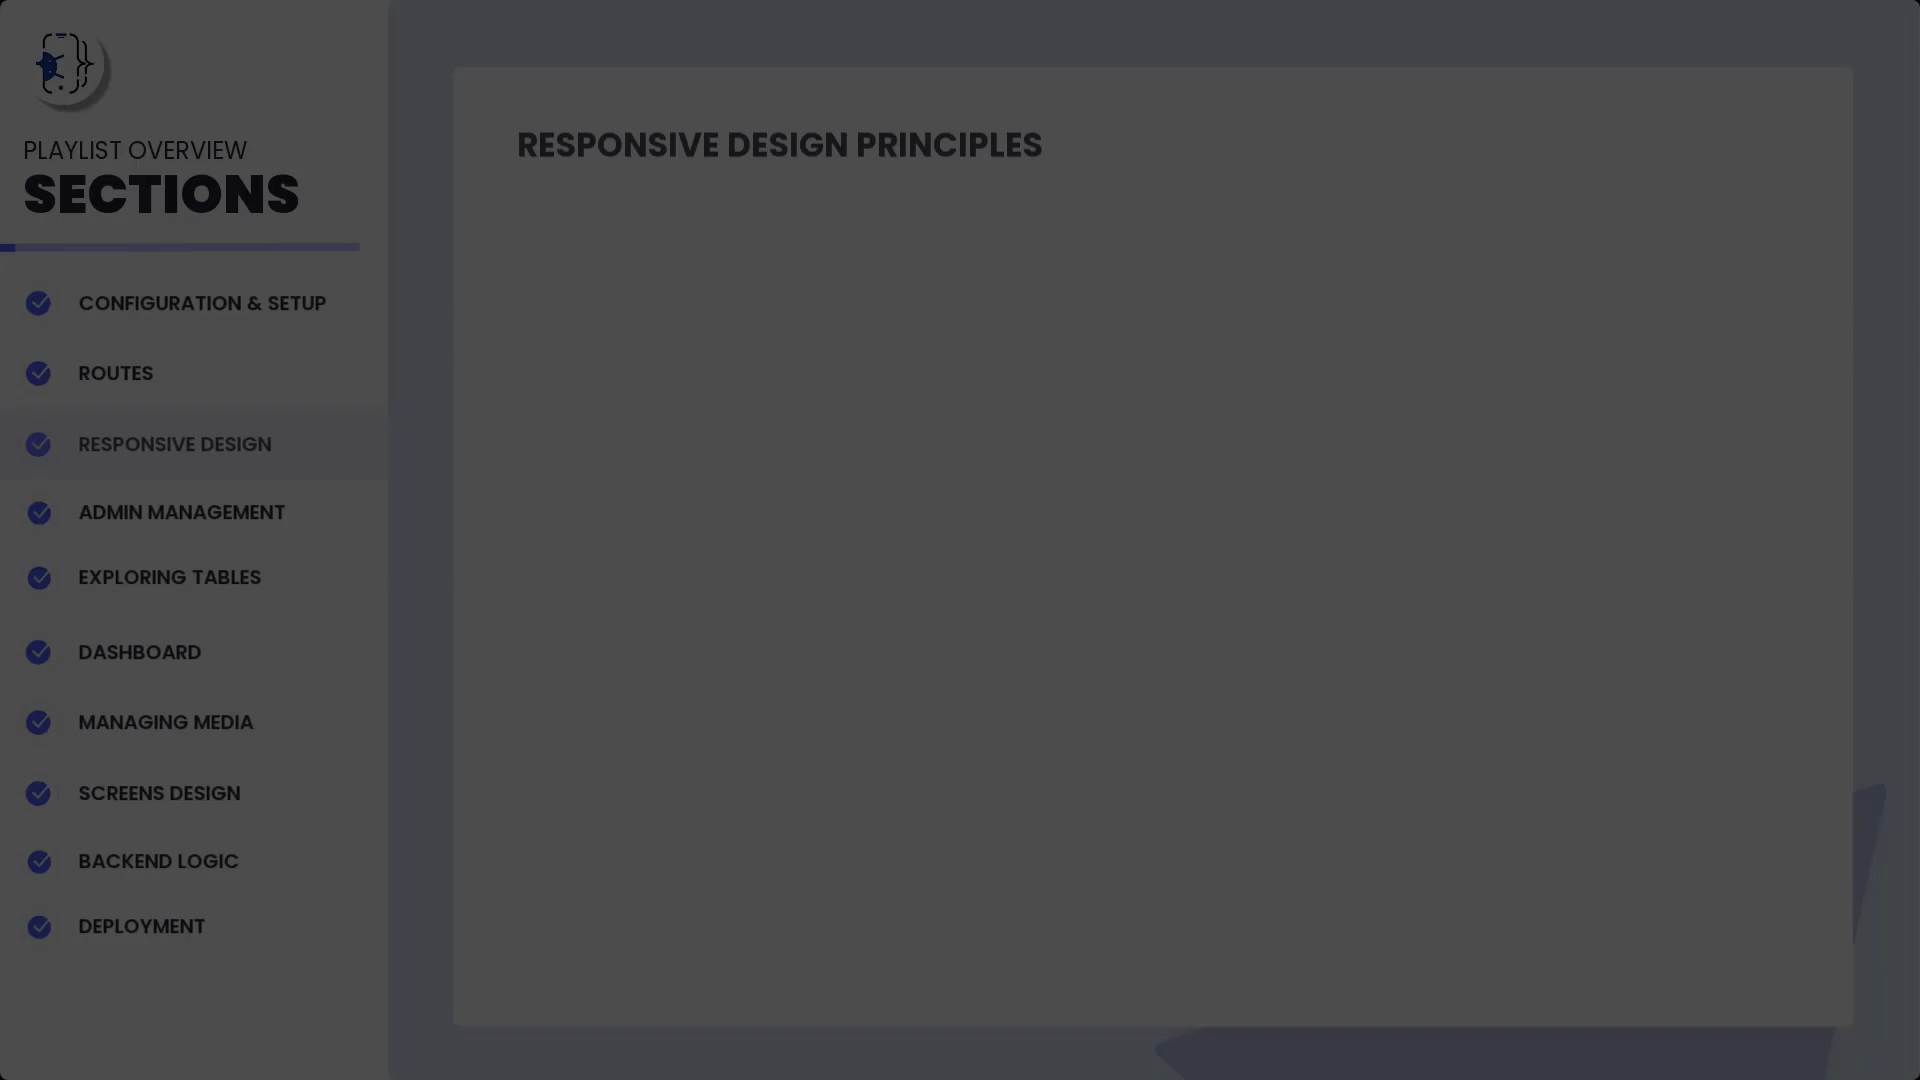 PLAYLIST OVERVIEW
SECTIONS
CONFIGURATION & SETUP
ROUTES
RESPONSIVE DESIGN
ADMIN MANAGEMENT
EXPLORING TABLES
DASHBOARD
MANAGING MEDIA
SCREENS DESIGN
BACKEND LOGIC
DEPLOYMENT
RESPONSIVE DESIGN PRINCIPLES